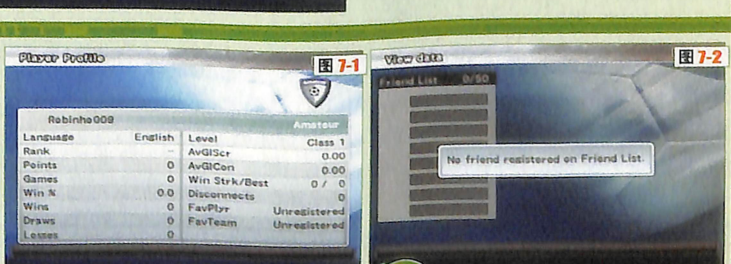 Player Profile
图 7-1
Robinho009
Amateur
Language English
Rank –
Points 0
Games 0
Win % 0.0
Wins 0
Draws 0
Losses 0
Level Class 1
AvGlScr 0.00
AvGlCon 0.00
Win Strk/Best 0 / 0
Disconnects 0
FavPlyr Unregistered
FavTeam Unregistered
View data
图 7-2
Friend List 0/50
No friend registered on Friend List.